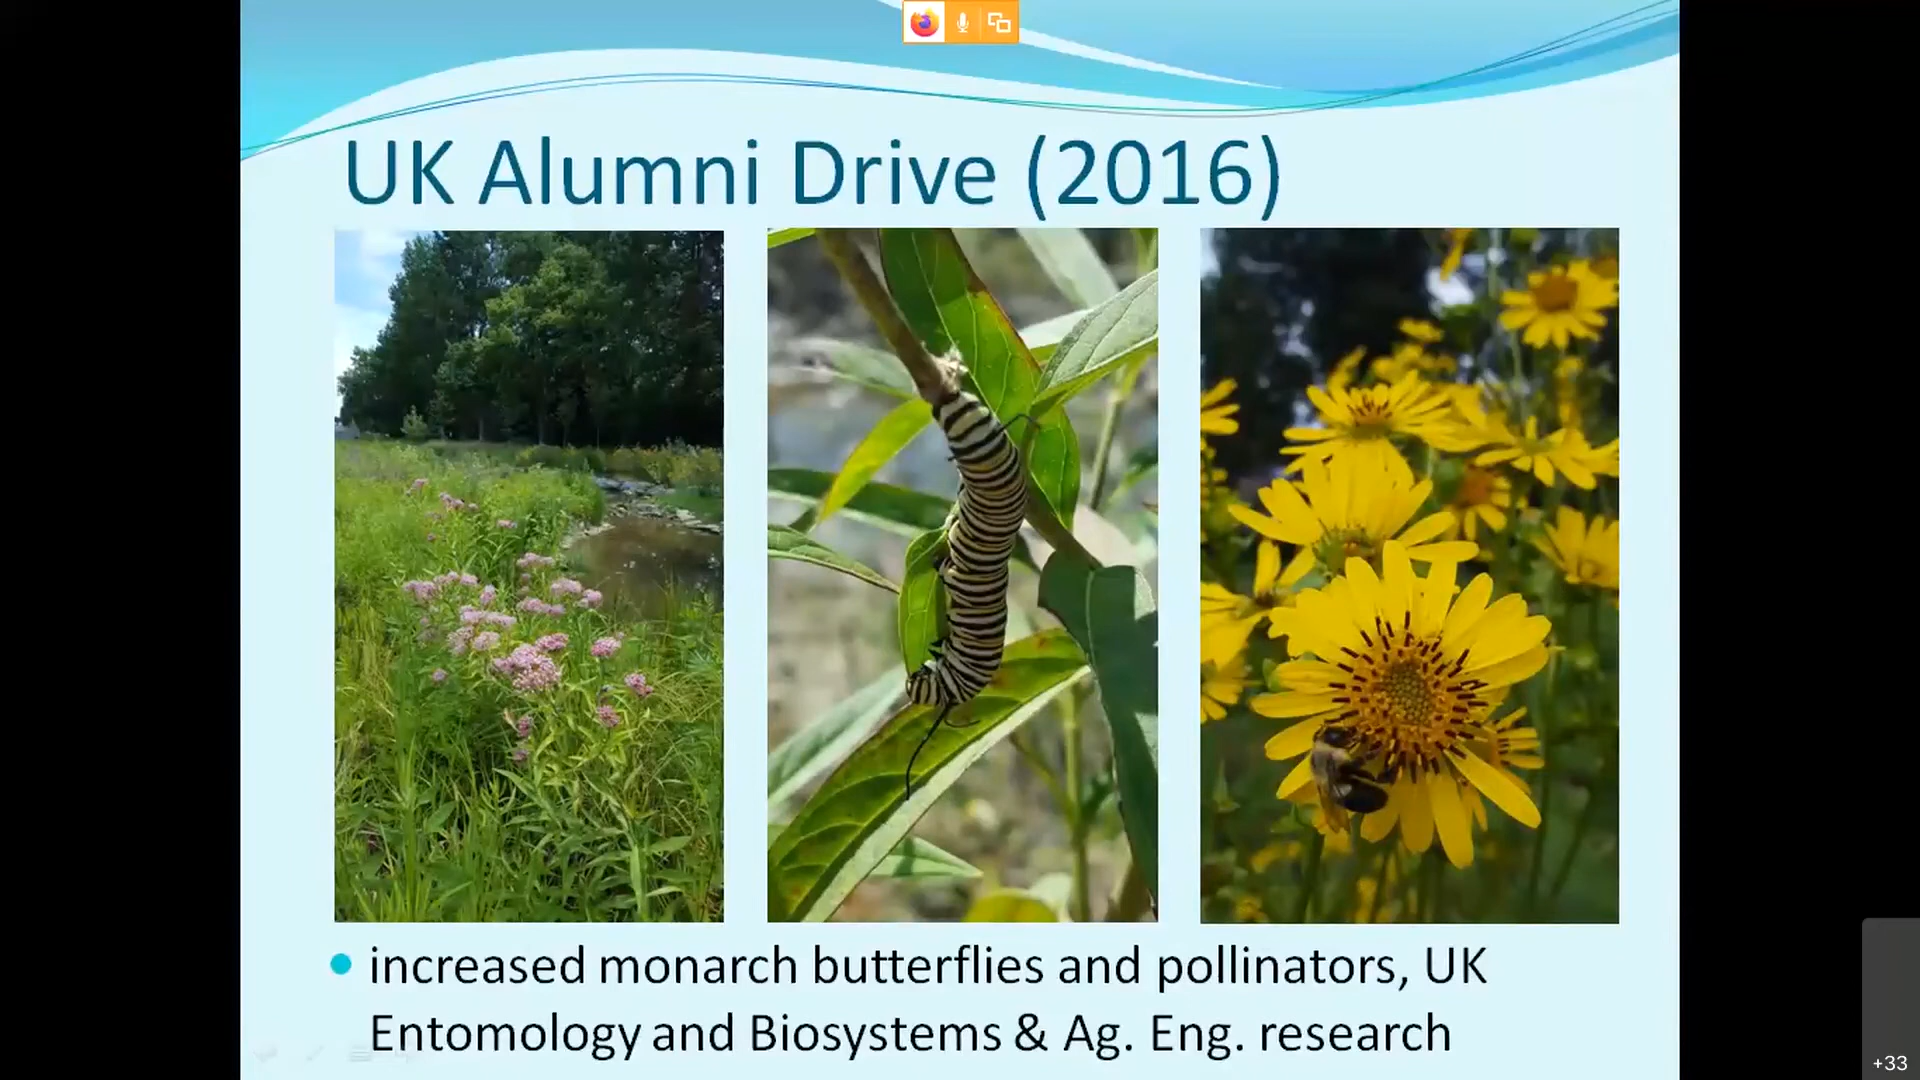 UK Alumni Drive (2016)
increased monarch butterflies and pollinators, UK
Entomology and Biosystems & Ag. Eng. research
+33